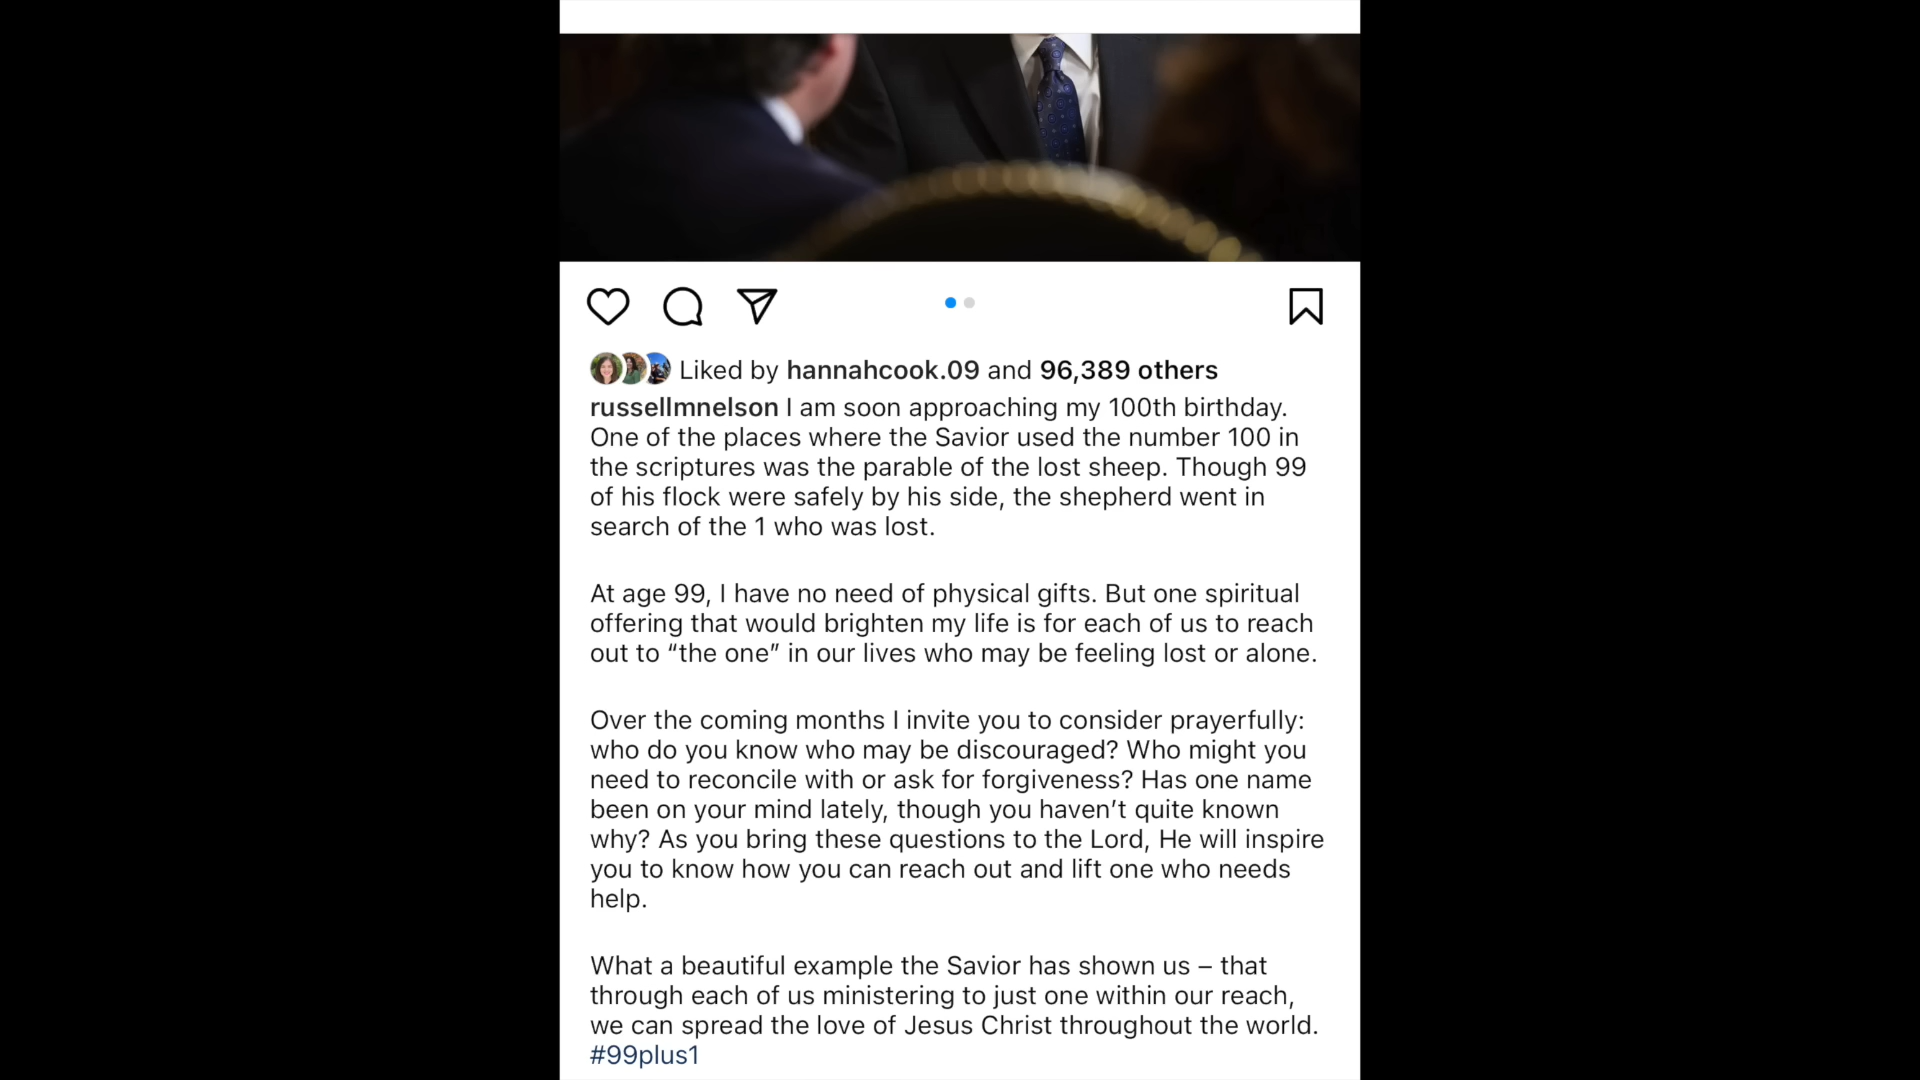 Liked by hannahcook.09 and 96,389 others
russellmnelson I am soon approaching my 100th birthday.
One of the places where the Savior used the number 100 in
the scriptures was the parable of the lost sheep. Though 99
of his flock were safely by his side, the shepherd went in
search of the 1 who was lost.
At age 99, I have no need of physical gifts. But one spiritual
offering that would brighten my life is for each of us to reach
out to “the one” in our lives who may be feeling lost or alone.
Over the coming months I invite you to consider prayerfully:
who do you know who may be discouraged? Who might you
need to reconcile with or ask for forgiveness? Has one name
been on your mind lately, though you haven’t quite known
why? As you bring these questions to the Lord, He will inspire
you to know how you can reach out and lift one who needs
help.
What a beautiful example the Savior has shown us – that
through each of us ministering to just one within our reach,
we can spread the love of Jesus Christ throughout the world.
#99plus1